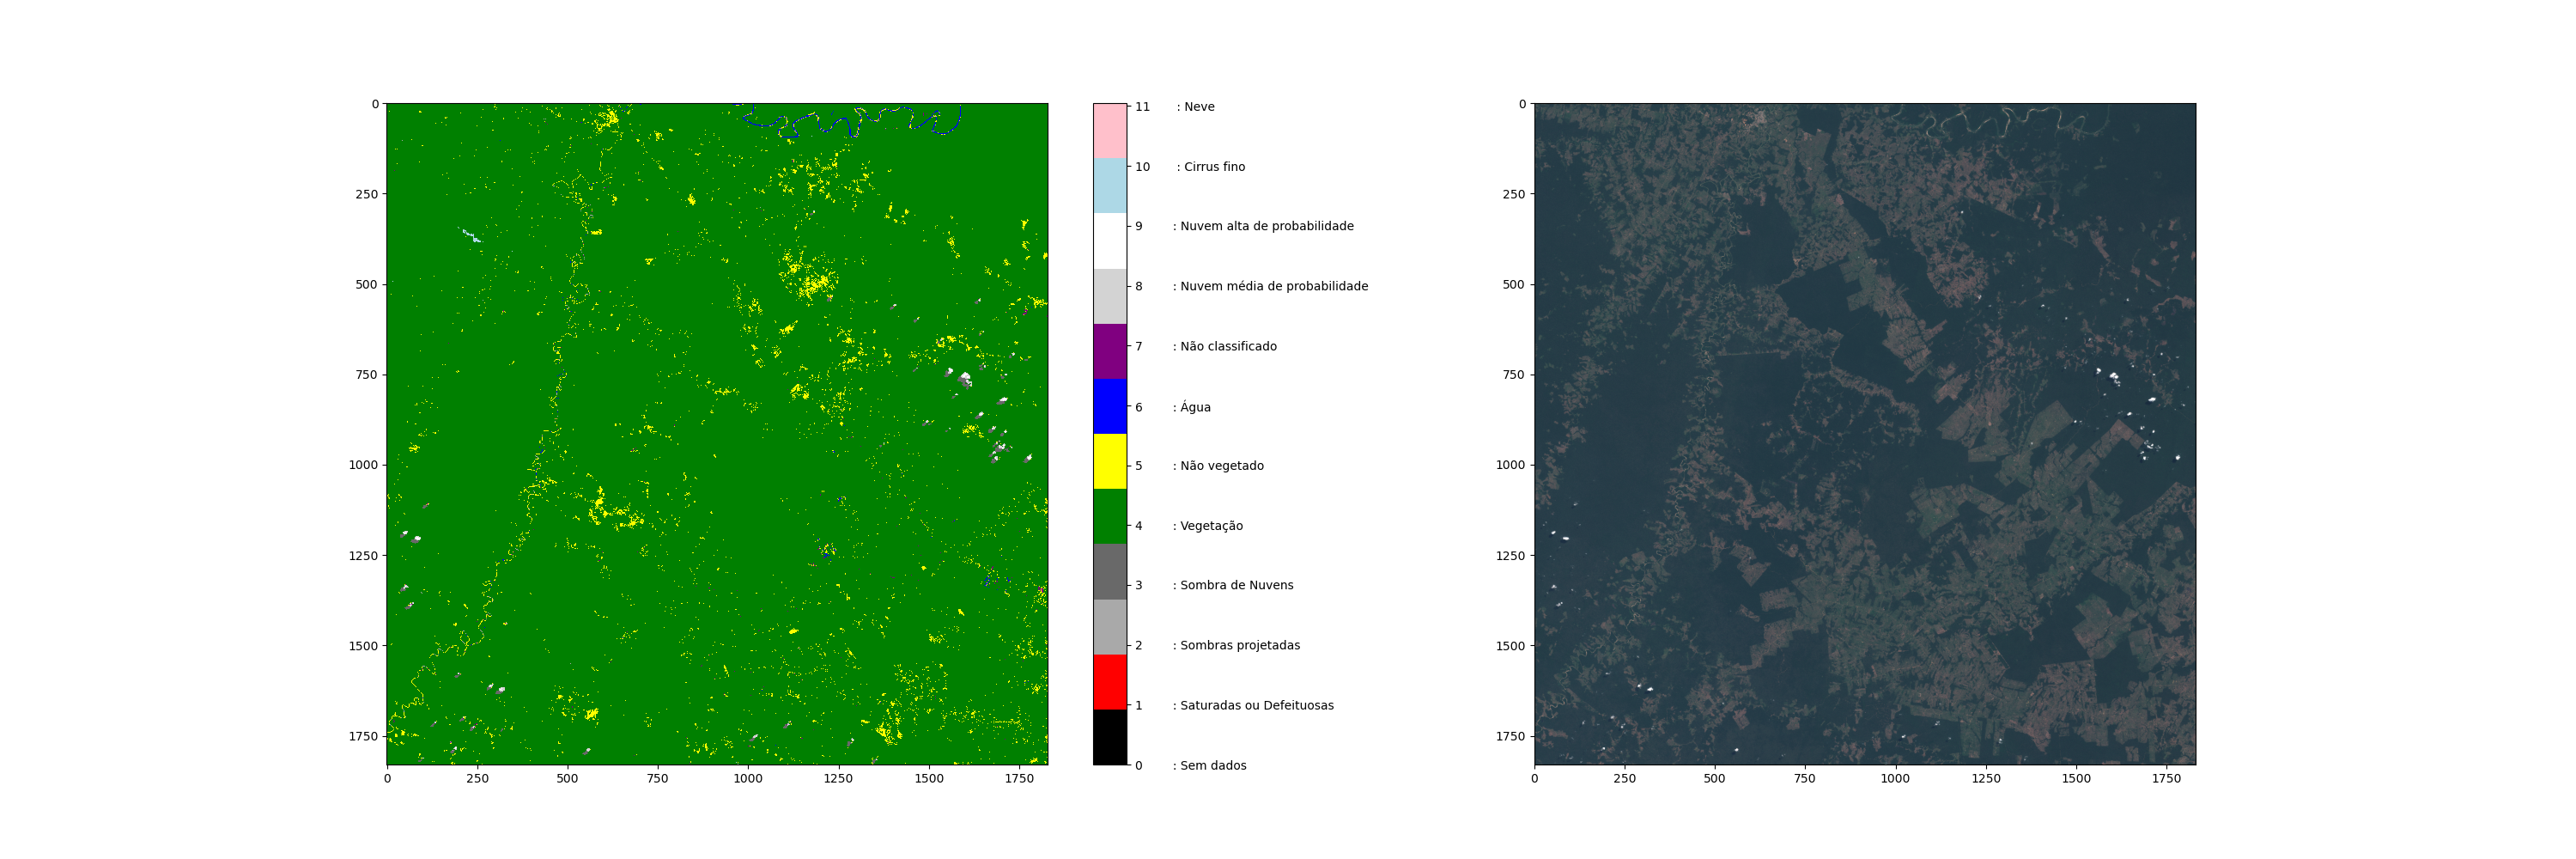 0
250
500
750
1000
1250
1500
1750
0 250 500 750 1000 1250 1500 1750
11 : Neve
10 : Cirrus fino
9 : Nuvem alta de probabilidade
8 : Nuvem média de probabilidade
7 : Não classificado
6 : Água
5 : Não vegetado
4 : Vegetação
3 : Sombra de Nuvens
2 : Sombras projetadas
1 : Saturadas ou Defeituosas
0 : Sem dados
0
250
500
750
1000
1250
1500
1750
0 250 500 750 1000 1250 1500 1750